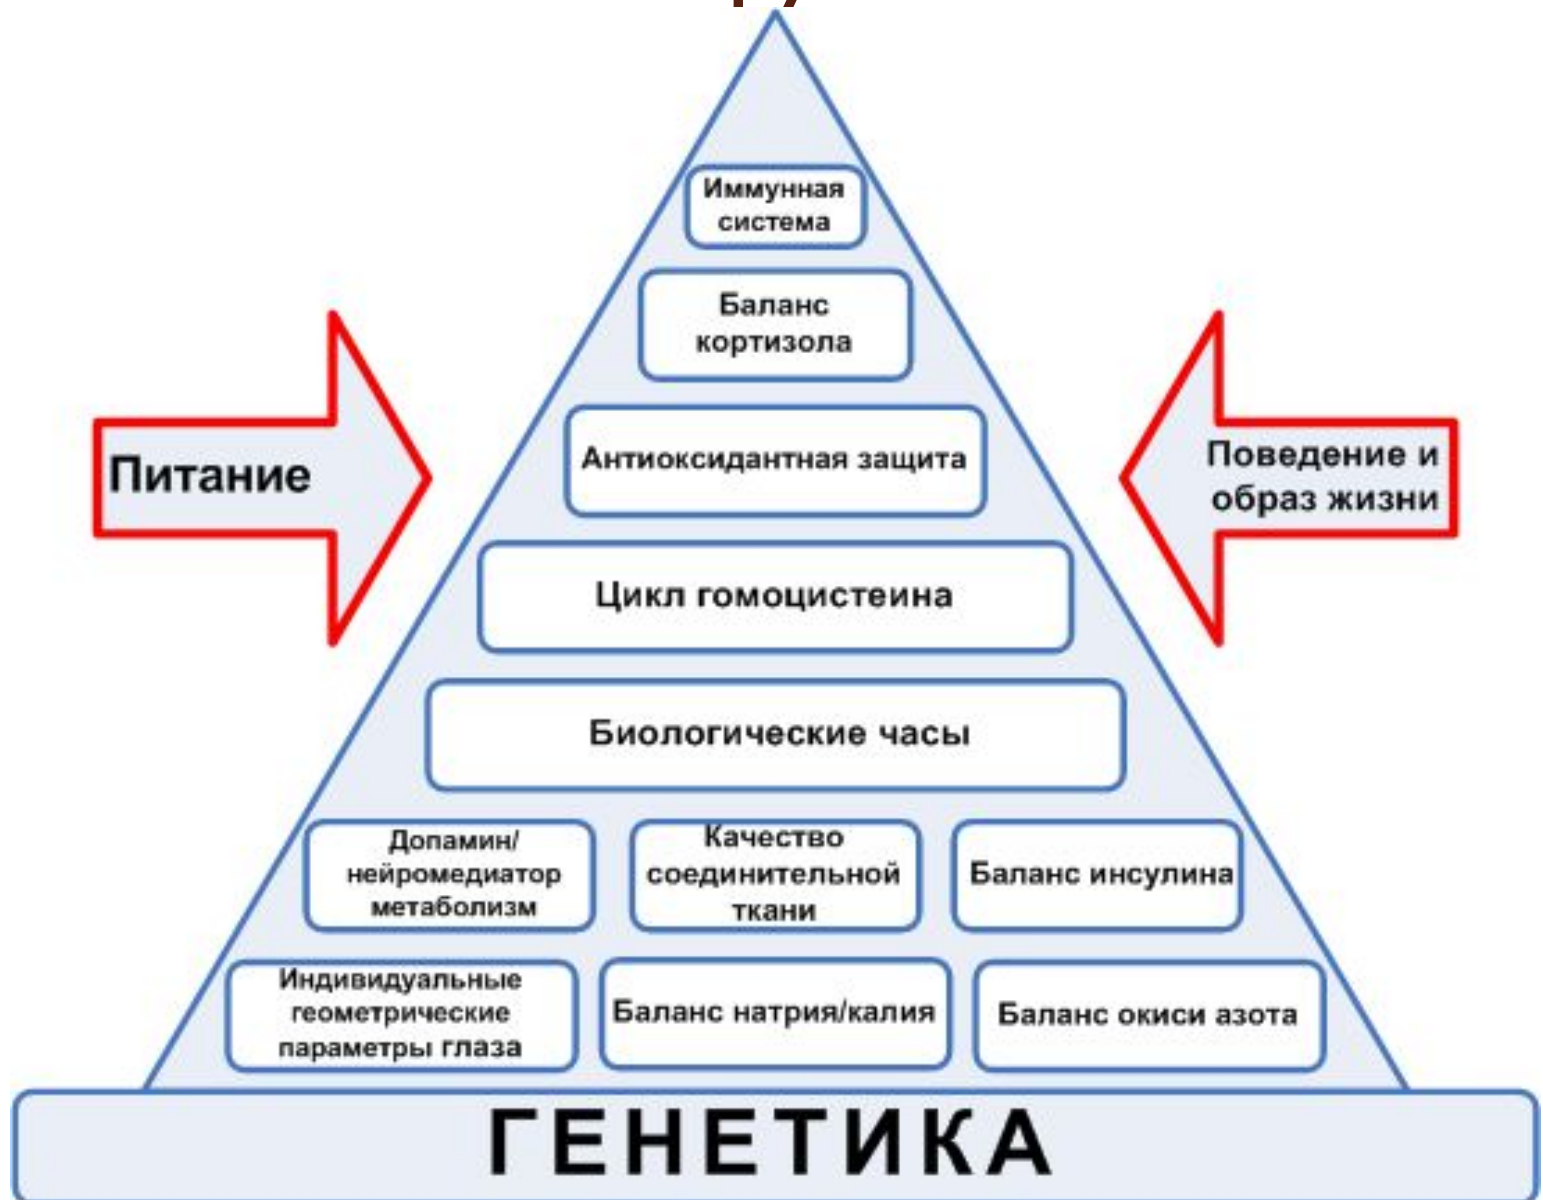 Иммунная
система
Баланс
кортизола
Антиоксидантная защита
Питание
Поведение и
образ жизни
Цикл гомоцистеина
Биологические часы
Допамин/
нейромедиатор
метаболизм
Качество
соединительной
ткани
Баланс инсулина
Индивидуальные
геометрические
параметры глаза
Баланс натрия/калия
Баланс окиси азота
ГЕНЕТИКА